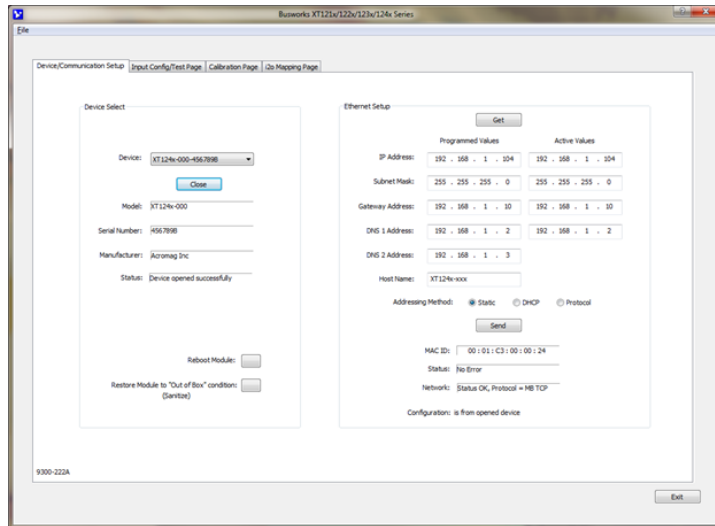 Busworks XT121x/122x/123x/124x Series
File
Device/Communication Setup Input Config/Test Page Calibration Page i2o Mapping Page
Device Select
Device: XT124x-000-456789B
Close
Model: XT124x-000
Serial Number: 456789B
Manufacturer: Acromag Inc
Status: Device opened successfully
Reboot Module:
Restore Module to "Out of Box" condition:
(Sanitize)
Ethernet Setup
Get
Programmed Values Active Values
IP Address: 192 . 168 . 1 . 104 192 . 168 . 1 . 104
Subnet Mask: 255 . 255 . 255 . 0 255 . 255 . 255 . 0
Gateway Address: 192 . 168 . 1 . 10 192 . 168 . 1 . 10
DNS 1 Address: 192 . 168 . 1 . 2 192 . 168 . 1 . 2
DNS 2 Address: 192 . 168 . 1 . 3
Host Name: XT124x-xxx
Addressing Method: Static DHCP Protocol
Send
MAC ID: 00 : 01 : C3 : 00 : 00 : 24
Status: No Error
Network: Status OK, Protocol = MB TCP
Configuration: is from opened device
9300-222A
Exit